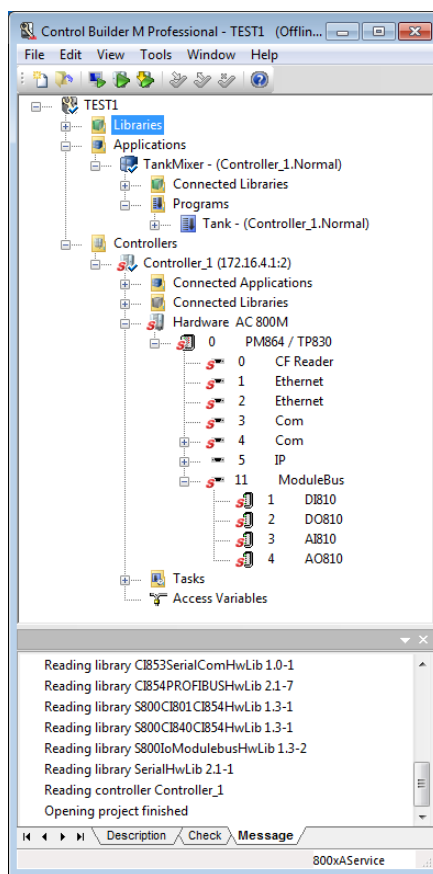 Control Builder M Professional - TEST1 (Offlin...
File Edit View Tools Window Help
TEST1
Libraries
Applications
TankMixer - (Controller_1.Normal)
Connected Libraries
Programs
Tank - (Controller_1.Normal)
Controllers
Controller_1 (172.16.4.1:2)
Connected Applications
Connected Libraries
Hardware AC 800M
0 PM864 / TP830
0 CF Reader
1 Ethernet
2 Ethernet
3 Com
4 Com
5 IP
11 ModuleBus
1 DI810
2 DO810
3 AI810
4 AO810
Tasks
Access Variables
Reading library CI853SerialComHwLib 1.0-1
Reading library CI854PROFIBUSHwLib 2.1-7
Reading library S800CI801CI854HwLib 1.3-1
Reading library S800CI840CI854HwLib 1.3-1
Reading library S800IoModulebusHwLib 1.3-2
Reading library SerialHwLib 2.1-1
Reading controller Controller_1
Opening project finished
Description Check Message
800xAService